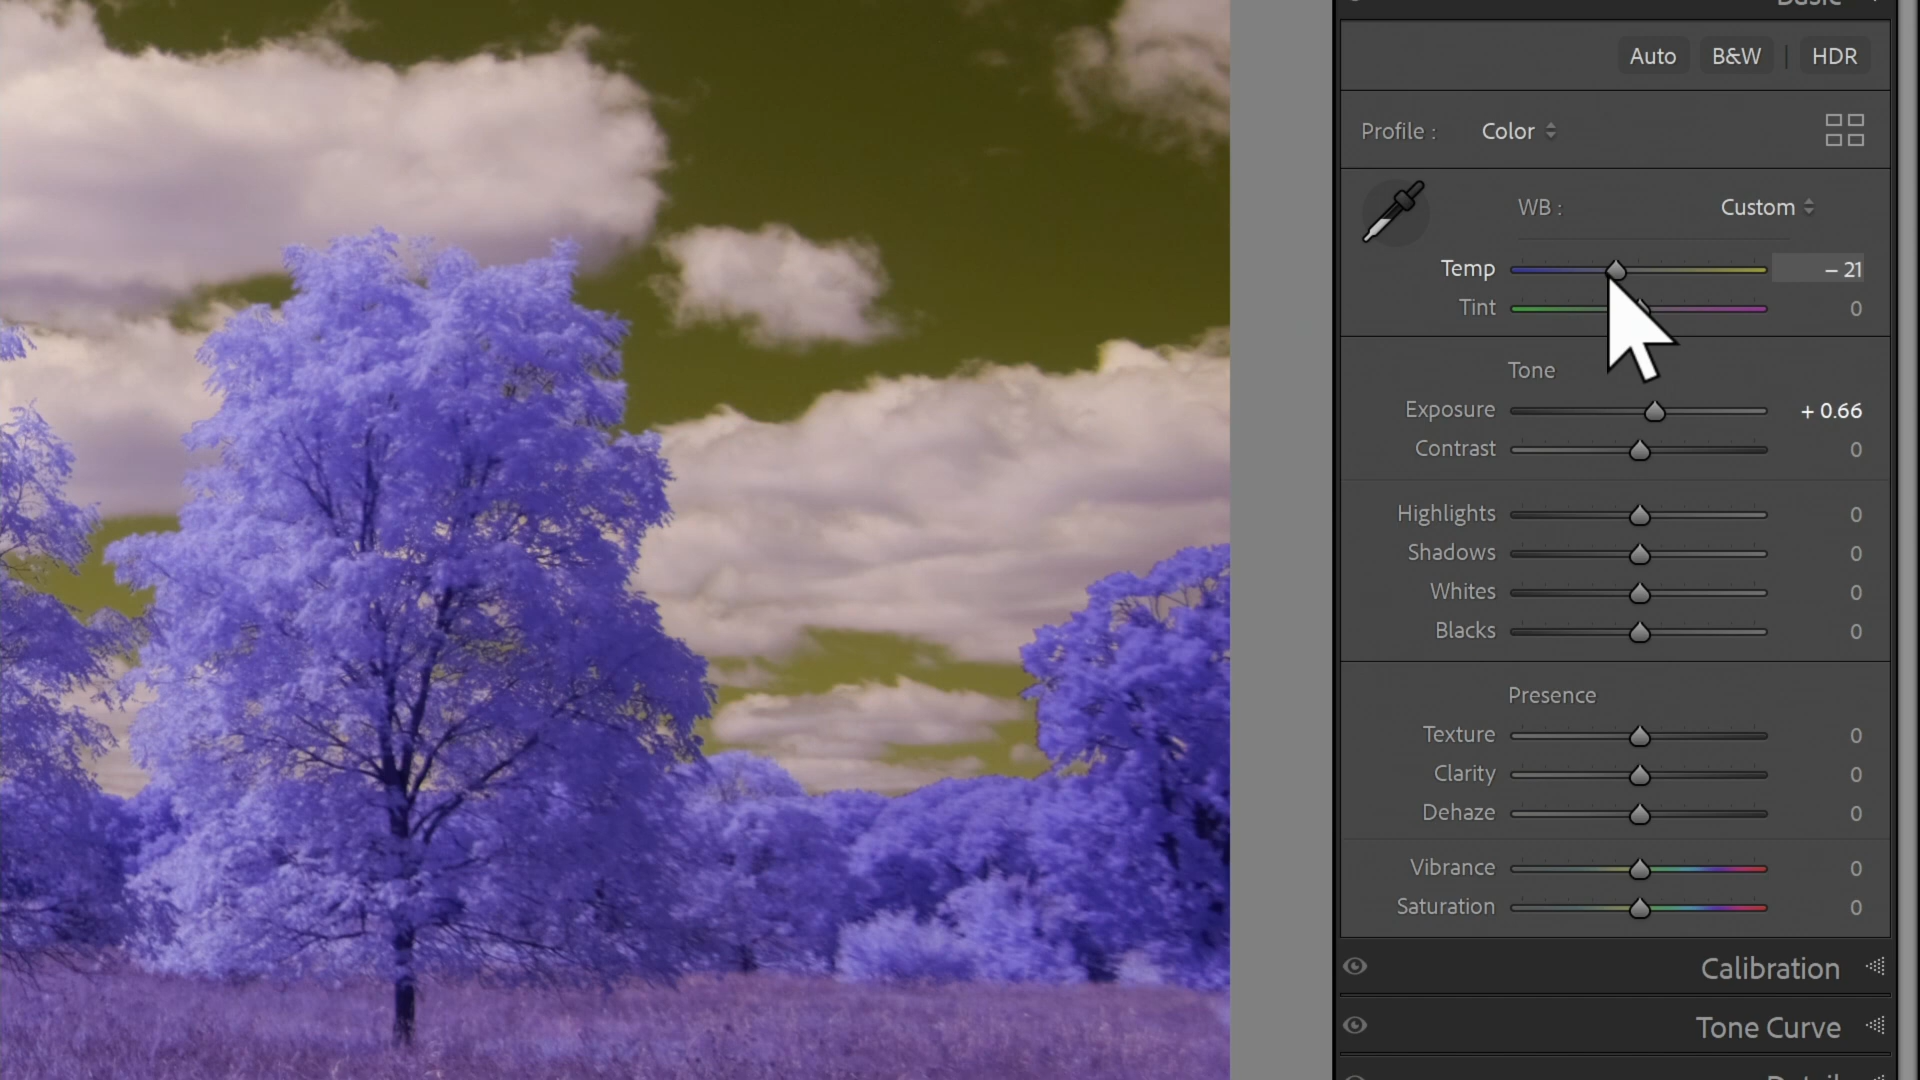 Basic
Auto B&W | HDR
Profile : Color
WB : Custom
Temp – 21
Tint 0
Tone
Exposure + 0.66
Contrast 0
Highlights 0
Shadows 0
Whites 0
Blacks 0
Presence
Texture 0
Clarity 0
Dehaze 0
Vibrance 0
Saturation 0
Calibration
Tone Curve
Detail